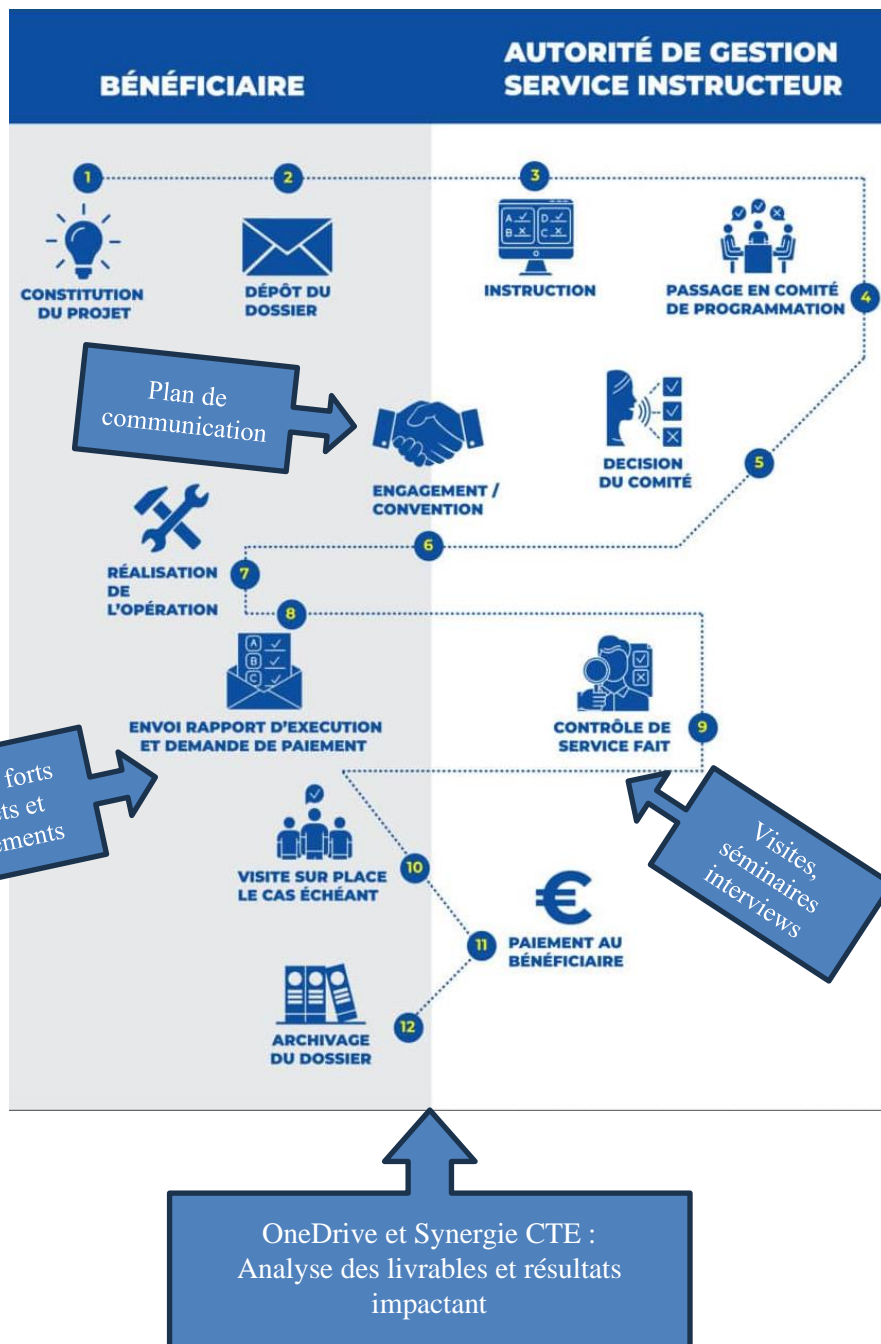 BÉNÉFICIAIRE
AUTORITÉ DE GESTION
SERVICE INSTRUCTEUR
1
2
3
CONSTITUTION
DU PROJET
DÉPÔT DU
DOSSIER
A
B
D
C
INSTRUCTION
PASSAGE EN COMITÉ
DE PROGRAMMATION
4
Plan de
communication
ENGAGEMENT /
CONVENTION
DECISION
DU COMITÉ
5
6
RÉALISATION
DE
L'OPÉRATION
7
8
A
B
C
ENVOI RAPPORT D'EXECUTION
ET DEMANDE DE PAIEMENT
CONTRÔLE DE
SERVICE FAIT
9
forts
et
Visites,
séminaires
interviews
VISITE SUR PLACE
LE CAS ÉCHÉANT
10
€
11
PAIEMENT AU
BÉNÉFICIAIRE
ARCHIVAGE
DU DOSSIER
12
OneDrive et Synergie CTE :
Analyse des livrables et résultats
impactant